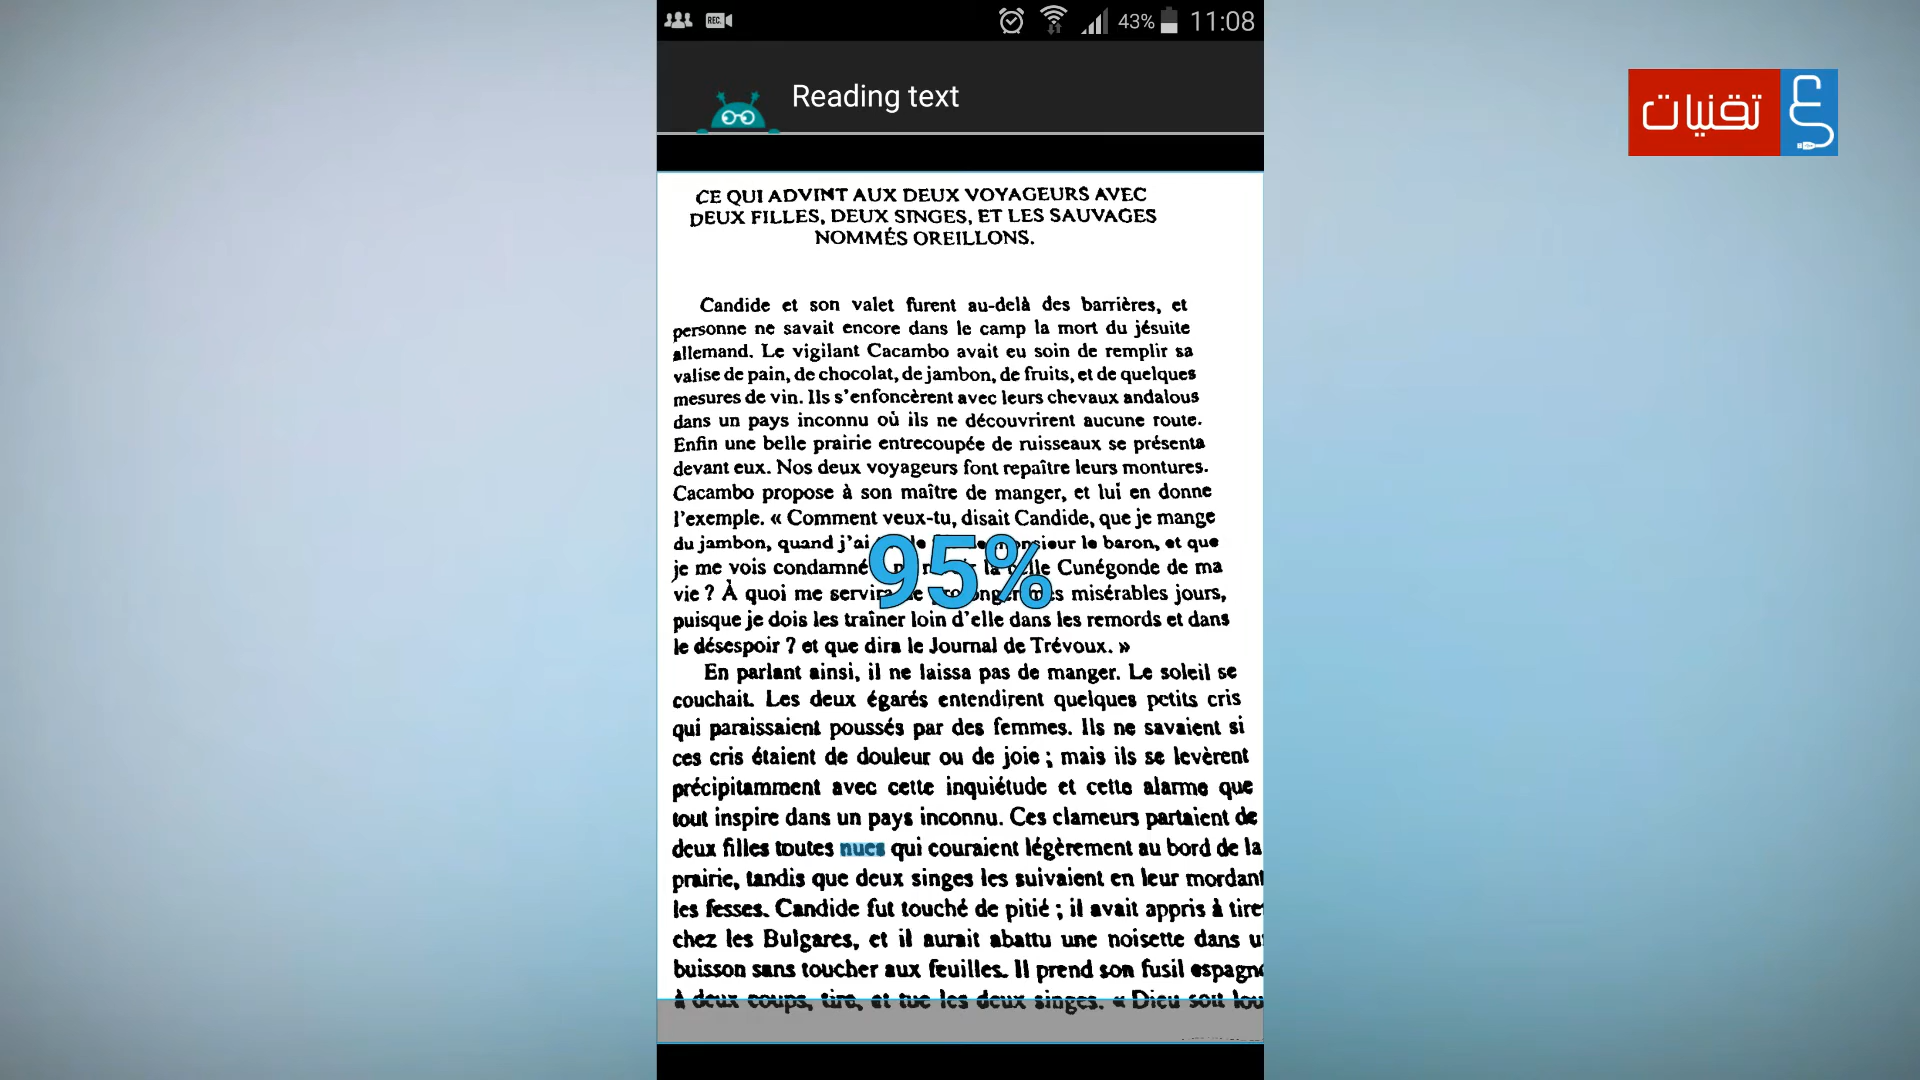 REC
43% 11:08
Reading text
تقنيات
CE QUI ADVINT AUX DEUX VOYAGEURS AVEC
DEUX FILLES, DEUX SINGES, ET LES SAUVAGES
NOMMÉS OREILLONS.
Candide et son valet furent au-delà des barrières, et
personne ne savait encore dans le camp la mort du jésuite
allemand. Le vigilant Cacambo avait eu soin de remplir sa
valise de pain, de chocolat, de jambon, de fruits, et de quelques
mesures de vin. Ils s'enfoncèrent avec leurs chevaux andalous
dans un pays inconnu où ils ne découvrirent aucune route.
Enfin une belle prairie entrecoupée de ruisseaux se présenta
devant eux. Nos deux voyageurs font repaître leurs montures.
Cacambo propose à son maître de manger, et lui en donne
l'exemple. « Comment veux-tu, disait Candide, que je mange
du jambon, quand j'ai le baron, et que
95%
je me vois condamné la Cunégonde de ma
vie ? À quoi me misérables jours,
puisque je dois les traîner loin d'elle dans les remords et dans
le désespoir ? et que dira le Journal de Trévoux. »
En parlant ainsi, il ne laissa pas de manger. Le soleil se
couchait. Les deux égarés entendirent quelques petits cris
qui paraissaient poussés par des femmes. Ils ne savaient si
ces cris étaient de douleur ou de joie ; mais ils se levèrent
précipitamment avec cette inquiétude et cette alarme que
tout inspire dans un pays inconnu. Ces clameurs partaient de
deux filles toutes nues qui couraient légèrement au bord de la
prairie, tandis que deux singes les suivaient en leur mordant
les fesses. Candide fut touché de pitié ; il avait appris à tire
chez les Bulgares, et il aurait abattu une noisette dans u
buisson sans toucher aux feuilles. Il prend son fusil espagn
à deux coups, tire, et tue les deux singes. « Dieu soit lou